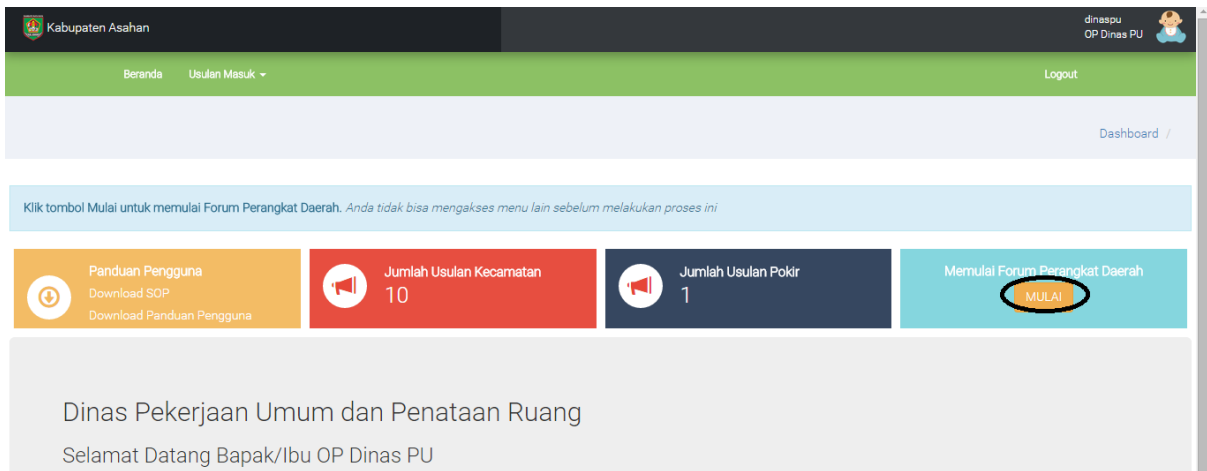 Kabupaten Asahan
dinaspu
OP Dinas PU
Beranda Usulan Masuk
Logout
Dashboard /
Klik tombol Mulai untuk memulai Forum Perangkat Daerah. Anda tidak bisa mengakses menu lain sebelum melakukan proses ini
Panduan Pengguna
Download SOP
Download Panduan Pengguna
Jumlah Usulan Kecamatan
10
Jumlah Usulan Pokir
1
Memulai Forum Perangkat Daerah
MULAI
Dinas Pekerjaan Umum dan Penataan Ruang
Selamat Datang Bapak/Ibu OP Dinas PU